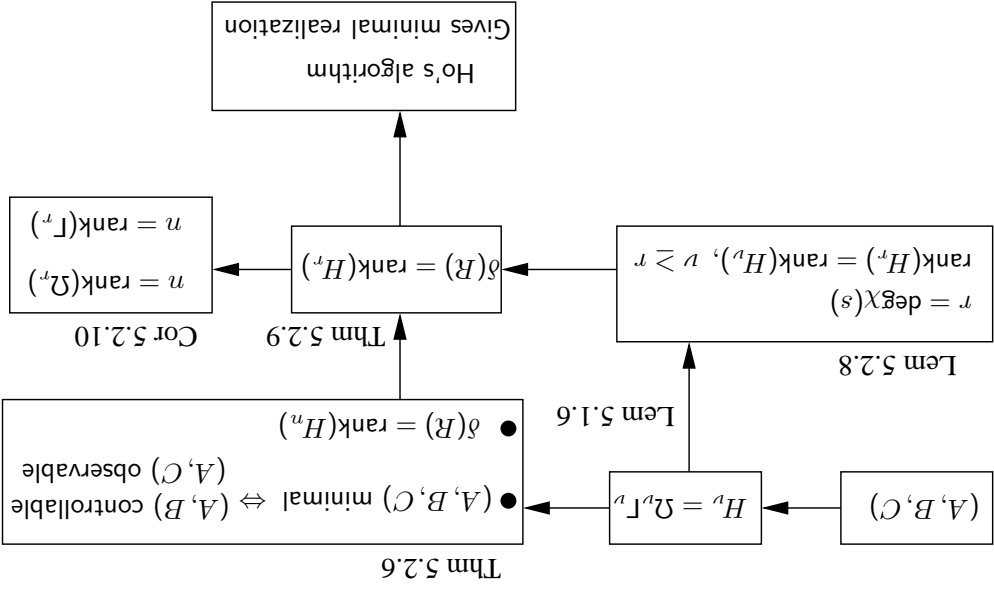 Thm 5.2.6
(A, B, C)
H_ν = Ω_νΓ_ν
• (A, B, C) minimal ⇔ (A, B) controllable
(A, C) observable
• δ(R) = rank(H_n)
Lem 5.1.6
Lem 5.2.8
r = degχ(s)
rank(H_r) = rank(H_ν), ν ≥ r
Thm 5.2.9
δ(R) = rank(H_r)
Cor 5.2.10
n = rank(Ω_r)
n = rank(Γ_r)
Ho's algorithm
Gives minimal realization